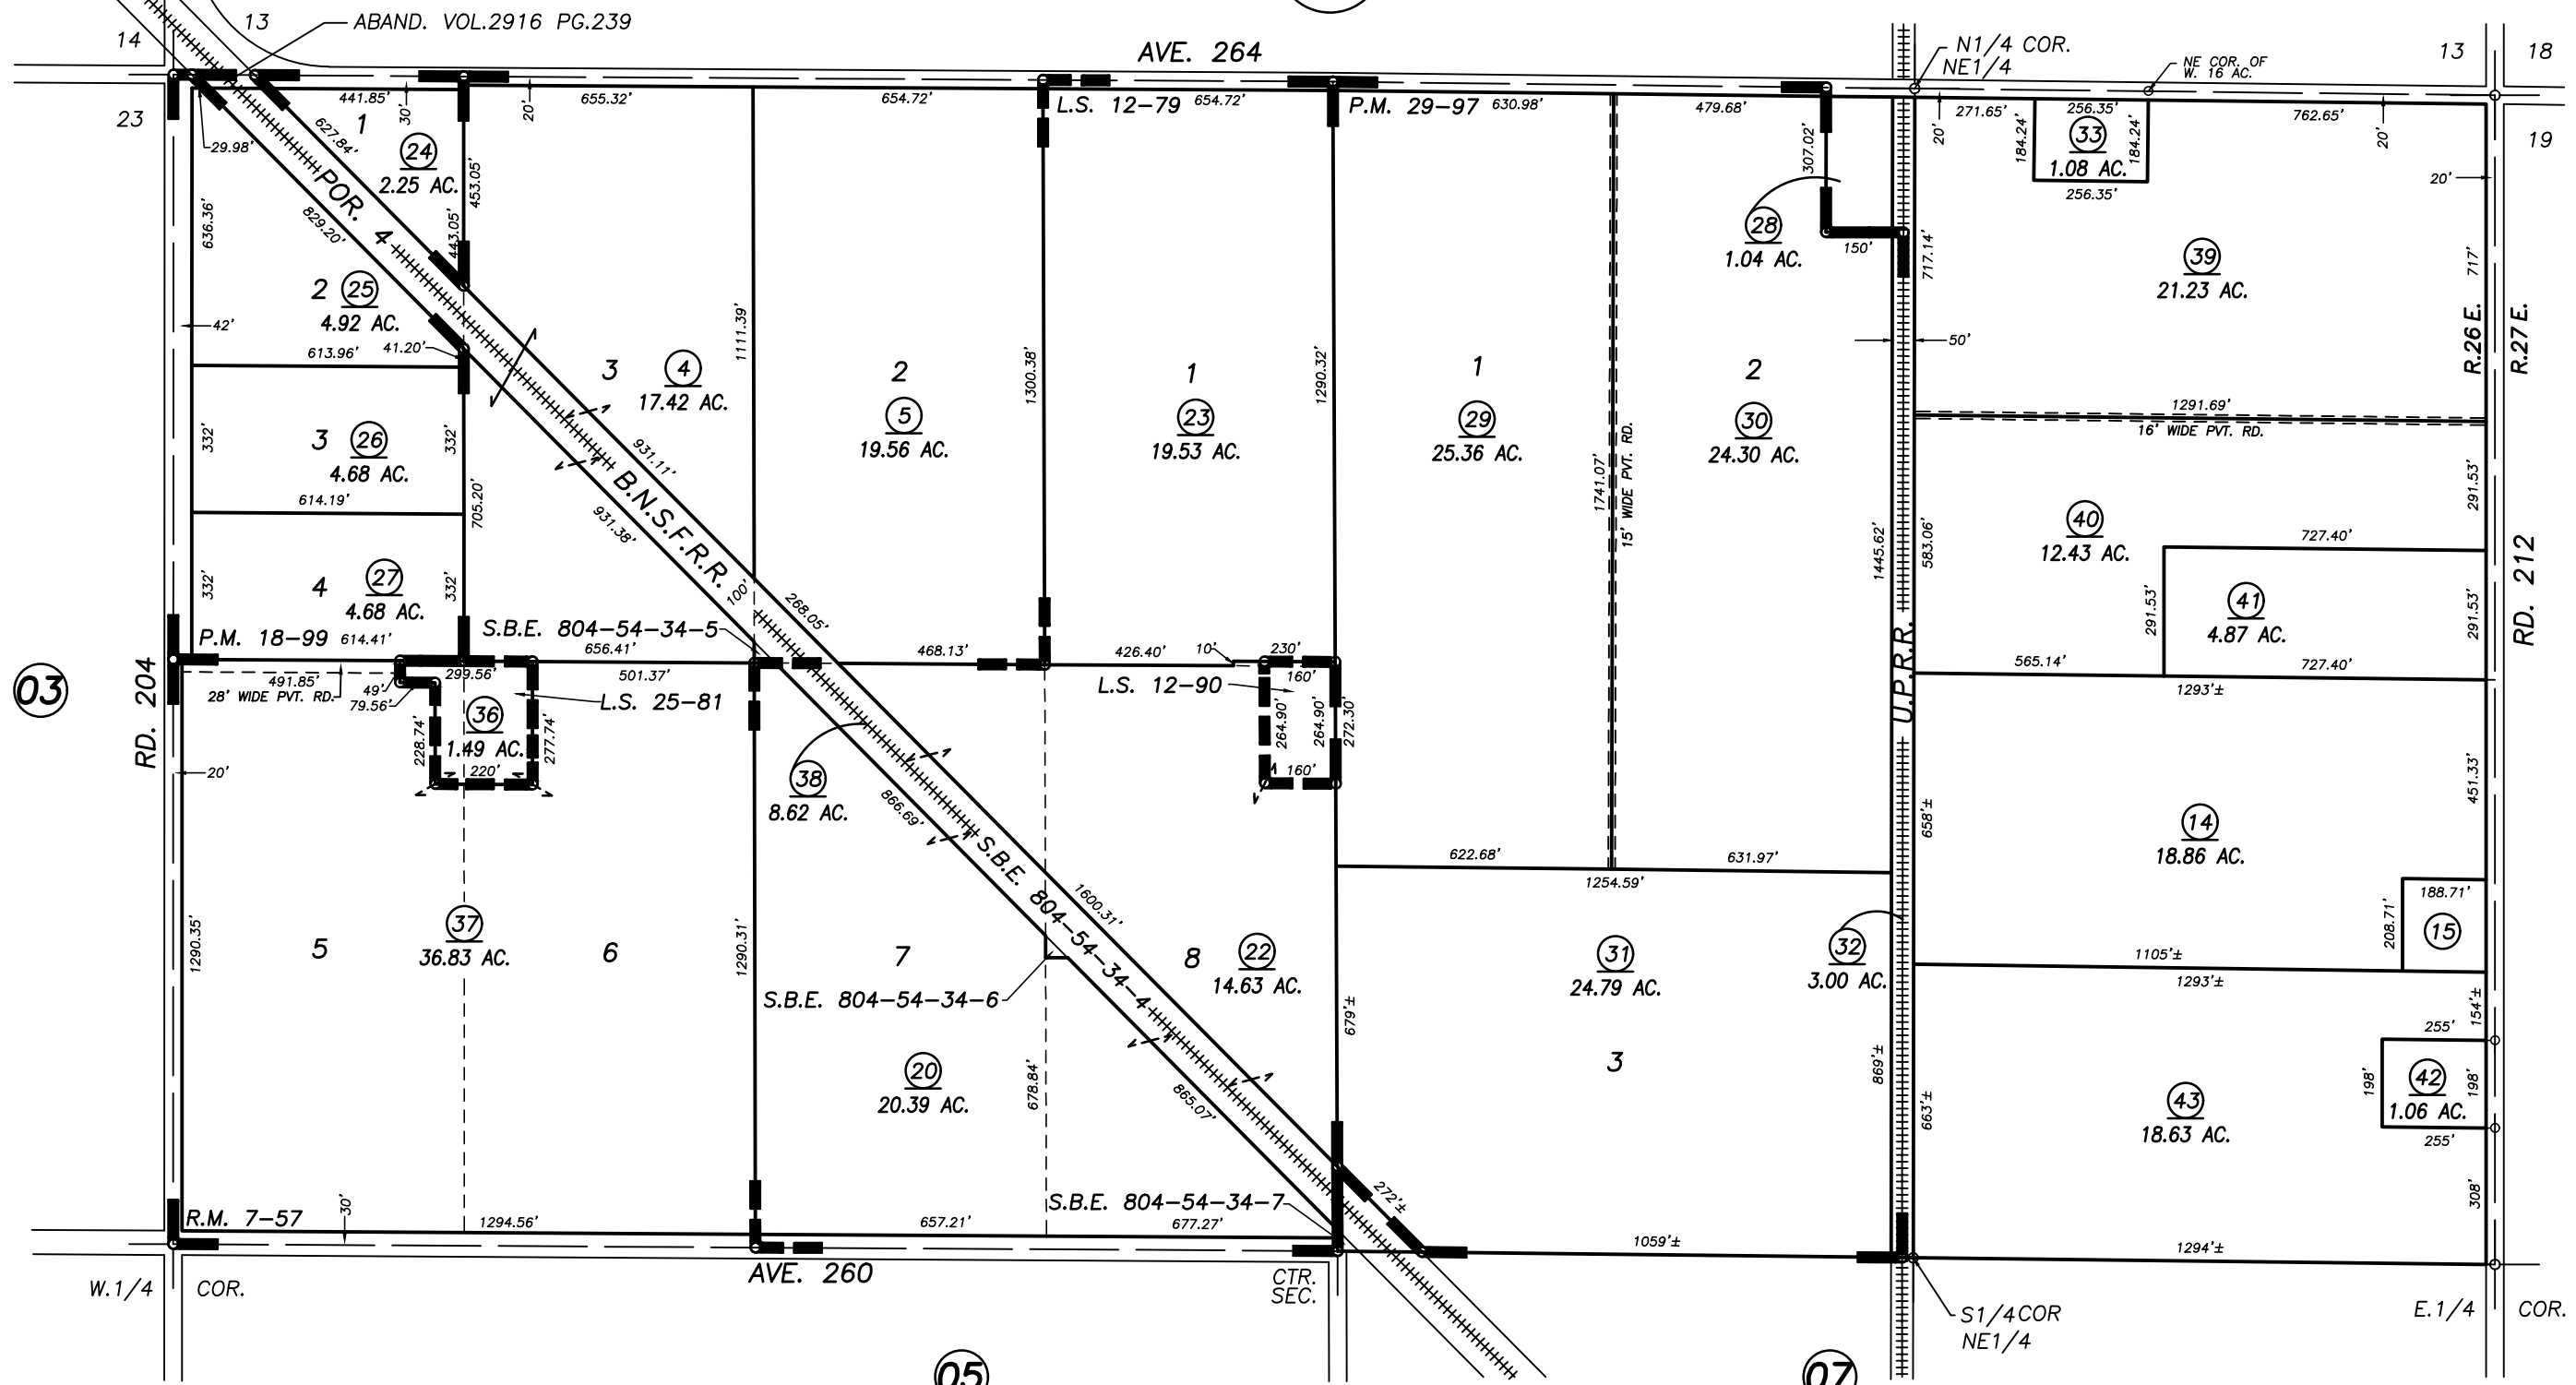 14
13
ABAND. VOL.2916 PG.239
AVE. 264
N1/4 COR.
NE1/4
NE COR. OF
W. 16 AC.
13
18
23
19
441.85'
30'
655.32'
20'
654.72'
L.S. 12-79
654.72'
P.M. 29-97
630.98'
479.68'
20'
271.65'
256.35'
762.65'
20'
29.98'
627.84'
1
24
2.25 AC.
453.05'
443.05'
307.02'
184.24'
33
1.08 AC.
184.24'
256.35'
20'
POR. 4
636.36'
829.20'
28
1.04 AC.
150'
717.14'
39
21.23 AC.
717'
2
25
4.92 AC.
42'
613.96'
41.20'
1111.39'
3
4
17.42 AC.
2
5
19.56 AC.
1300.38'
1
23
19.53 AC.
1290.32'
1
29
25.36 AC.
2
30
24.30 AC.
50'
R.26 E.
R.27 E.
1291.69'
16' WIDE PVT. RD.
332'
3
26
4.68 AC.
332'
614.19'
705.20'
931.11'
931.38'
B.N.S.F.R.R.
100'
268.05'
1741.07'
15' WIDE PVT. RD.
1445.62'
583.06'
40
12.43 AC.
291.53'
727.40'
RD. 212
332'
4
27
4.68 AC.
332'
291.53'
41
4.87 AC.
291.53'
P.M. 18-99
614.41'
S.B.E. 804-54-34-5
656.41'
468.13'
426.40'
10'
230'
U.P.R.R.
565.14'
727.40'
1293'±
03
RD. 204
491.85'
28' WIDE PVT. RD.
49'
299.56'
79.56'
501.37'
L.S. 25-81
L.S. 12-90
160'
36
1.49 AC.
228.74'
277.74'
220'
264.90'
264.90'
272.30'
160'
20'
38
8.62 AC.
866.69'
658'±
14
18.86 AC.
451.33'
622.68'
631.97'
1254.59'
188.71'
208.71'
15
1290.35'
5
37
36.83 AC.
6
1290.31'
7
S.B.E. 804-54-34-4
1600.31'
8
22
14.63 AC.
31
24.79 AC.
32
3.00 AC.
1105'±
1293'±
S.B.E. 804-54-34-6
679'±
154'±
255'
20
20.39 AC.
678.84'
865.07'
3
869'±
663'±
43
18.63 AC.
198'
42
1.06 AC.
198'
255'
R.M. 7-57
30'
1294.56'
657.21'
S.B.E. 804-54-34-7
677.27'
272'±
1059'±
1294'±
308'
W.1/4
COR.
AVE. 260
CTR.
SEC.
S1/4COR
NE1/4
E.1/4
COR.
05
07